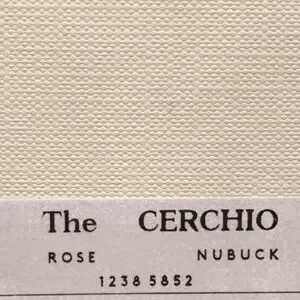 The CERCHIO
ROSE NUBUCK
1238 5852